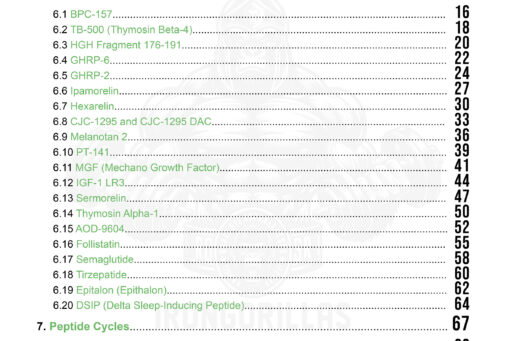 6.1 BPC-157 16
6.2 TB-500 (Thymosin Beta-4) 18
6.3 HGH Fragment 176-191 20
6.4 GHRP-6 22
6.5 GHRP-2 24
6.6 Ipamorelin 27
6.7 Hexarelin 30
6.8 CJC-1295 and CJC-1295 DAC 33
6.9 Melanotan 2 36
6.10 PT-141 39
6.11 MGF (Mechano Growth Factor) 41
6.12 IGF-1 LR3 44
6.13 Sermorelin 47
6.14 Thymosin Alpha-1 50
6.15 AOD-9604 52
6.16 Follistatin 55
6.17 Semaglutide 58
6.18 Tirzepatide 60
6.19 Epitalon (Epithalon) 62
6.20 DSIP (Delta Sleep-Inducing Peptide) 64
IRONGORILLAS
7. Peptide Cycles 67